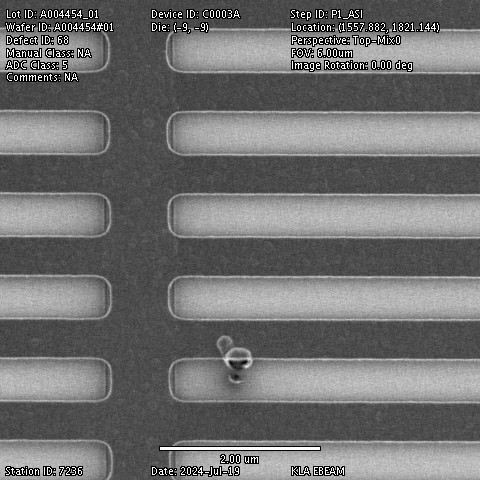 Lot ID: A004454_01 Device ID: C0003A Step ID: P1_ASI
Wafer ID: A004454#01 Die: (-9, -9) Location: (1557.882, 1821.144)
Defect ID: 68 Perspective: Top-Mix0
Manual Class: NA FOV: 6.00um
ADC Class: 5 Image Rotation: 0.00 deg
Comments: NA
2.00 um
Station ID: 7236 Date: 2024-Jul-19 KLA EBEAM